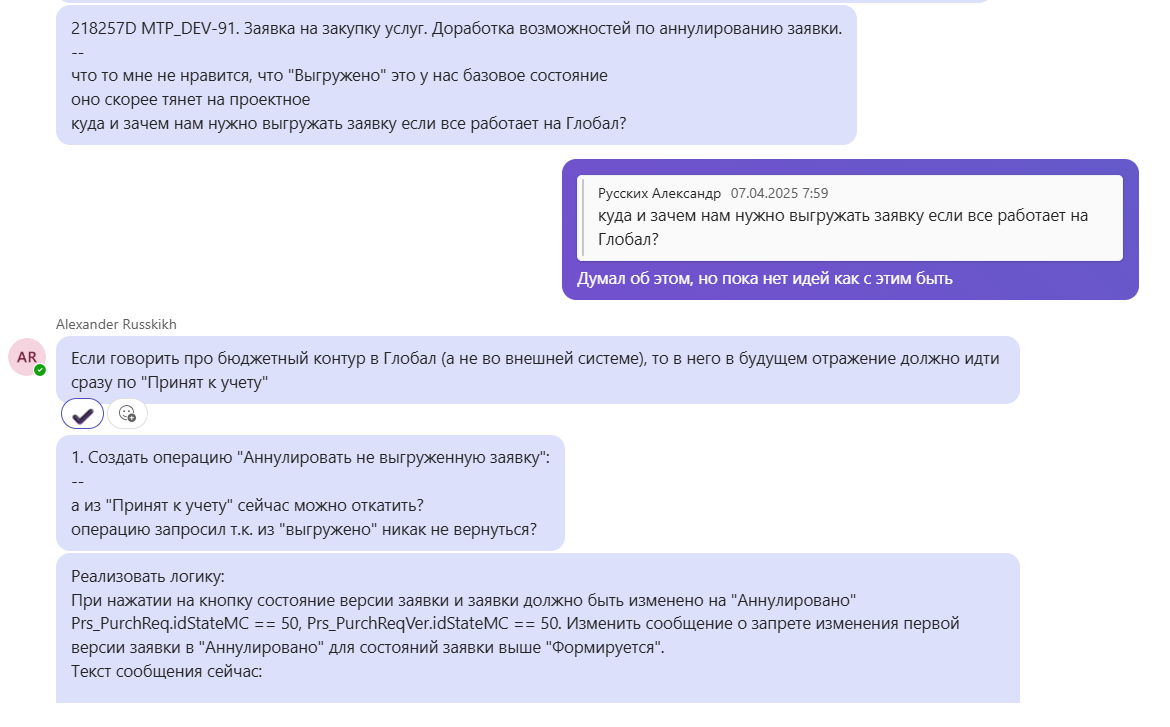 218257D MTP_DEV-91. Заявка на закупку услуг. Доработка возможностей по аннулированию заявки.
--
что то мне не нравится, что "Выгружено" это у нас базовое состояние
оно скорее тянет на проектное
куда и зачем нам нужно выгружать заявку если все работает на Глобал?
Русских Александр 07.04.2025 7:59
куда и зачем нам нужно выгружать заявку если все работает на
Глобал?
Думал об этом, но пока нет идей как с этим быть
Alexander Russkikh
AR
Если говорить про бюджетный контур в Глобал (а не во внешней системе), то в него в будущем отражение должно идти
сразу по "Принят к учету"
1. Создать операцию "Аннулировать не выгруженную заявку":
--
а из "Принят к учету" сейчас можно откатить?
операцию запросил т.к. из "выгружено" никак не вернуться?
Реализовать логику:
При нажатии на кнопку состояние версии заявки и заявки должно быть изменено на "Аннулировано"
Prs_PurchReq.idStateMC == 50, Prs_PurchReqVer.idStateMC == 50. Изменить сообщение о запрете изменения первой
версии заявки в "Аннулировано" для состояний заявки выше "Формируется".
Текст сообщения сейчас: